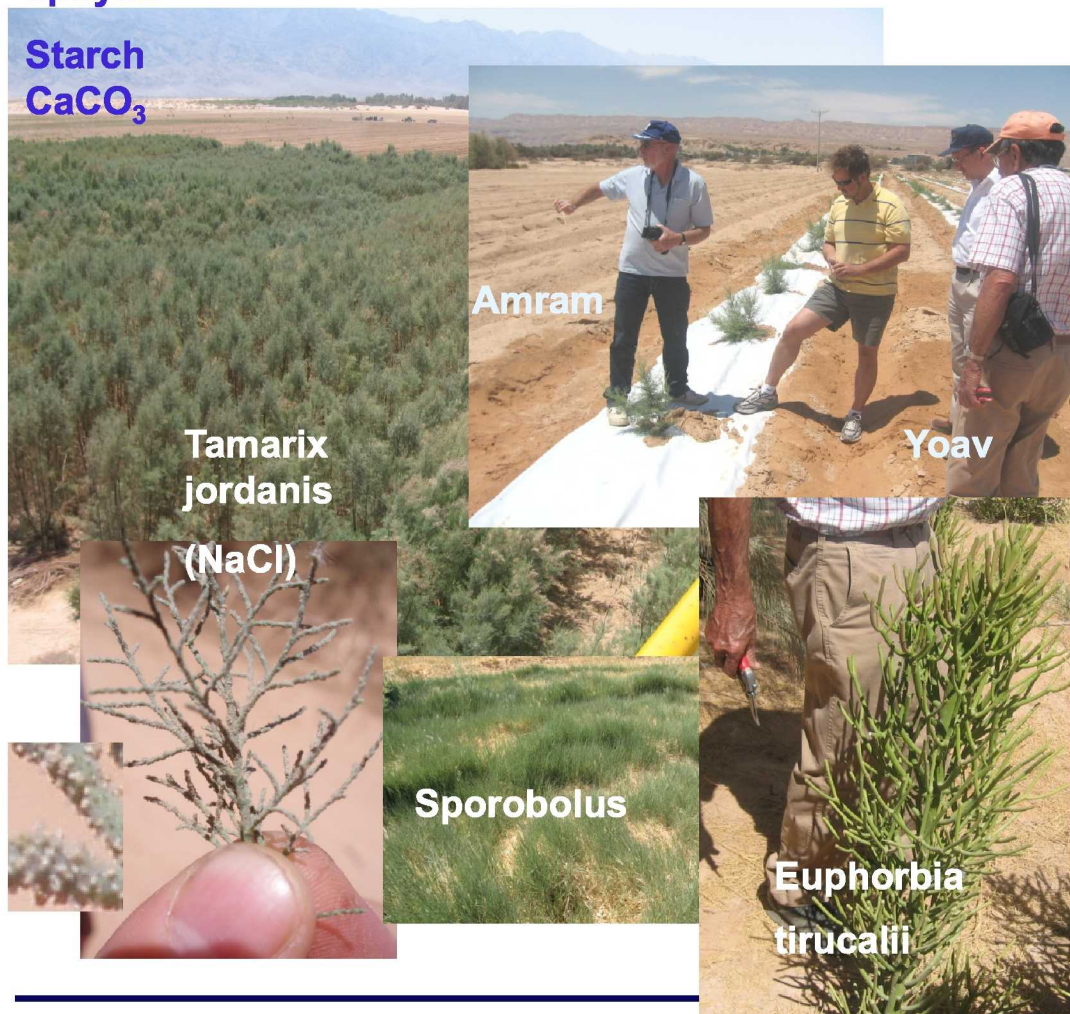 Starch
CaCO₃
Amram
Yoav
Tamarix
jordanis
(NaCl)
Sporobolus
Euphorbia
tirucalii